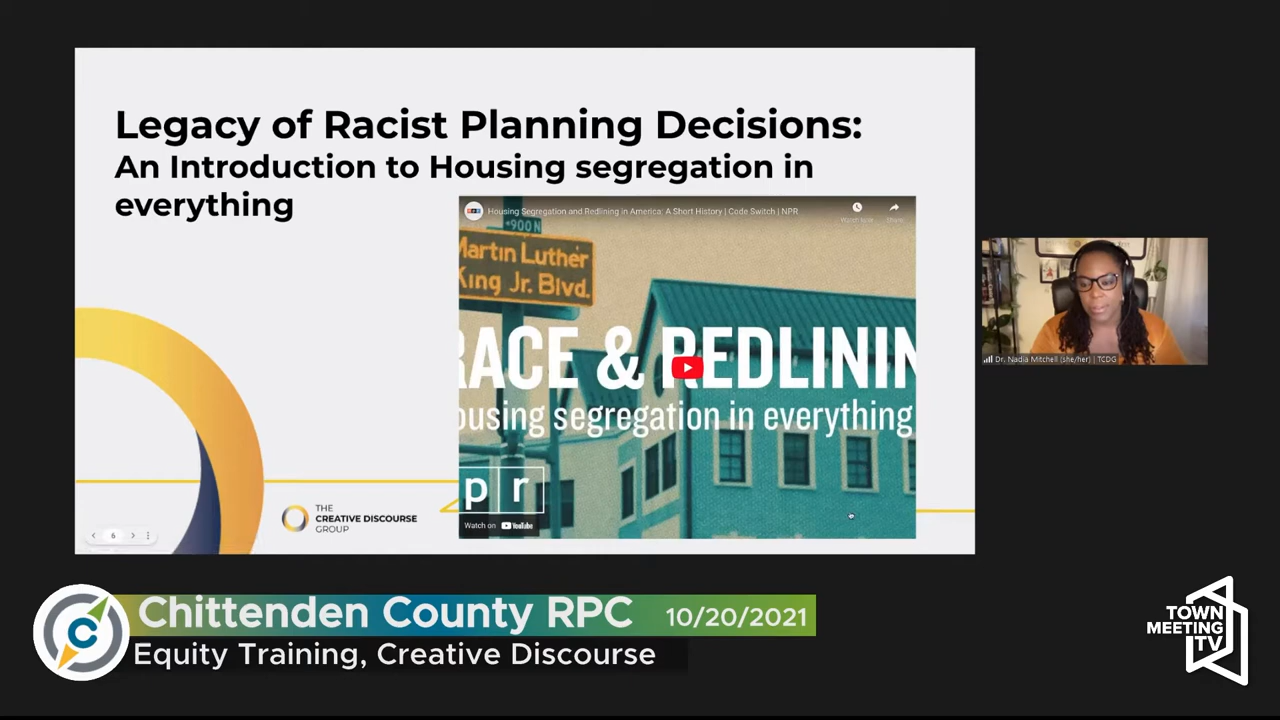 Legacy of Racist Planning Decisions:
An Introduction to Housing segregation in
everything
Housing Segregation and Redlining in America: A Short History | Code Switch | NPR
Watch later
Share
+900 N
Martin Luther
King Jr. Blvd.
RACE & REDLININ
ousing segregation in everything
p r
Watch on YouTube
THE
CREATIVE DISCOURSE
GROUP
6
Dr. Nadia Mitchell (she/her) | TCDG
Chittenden County RPC 10/20/2021
Equity Training, Creative Discourse
C
TOWN
MEETING
TV